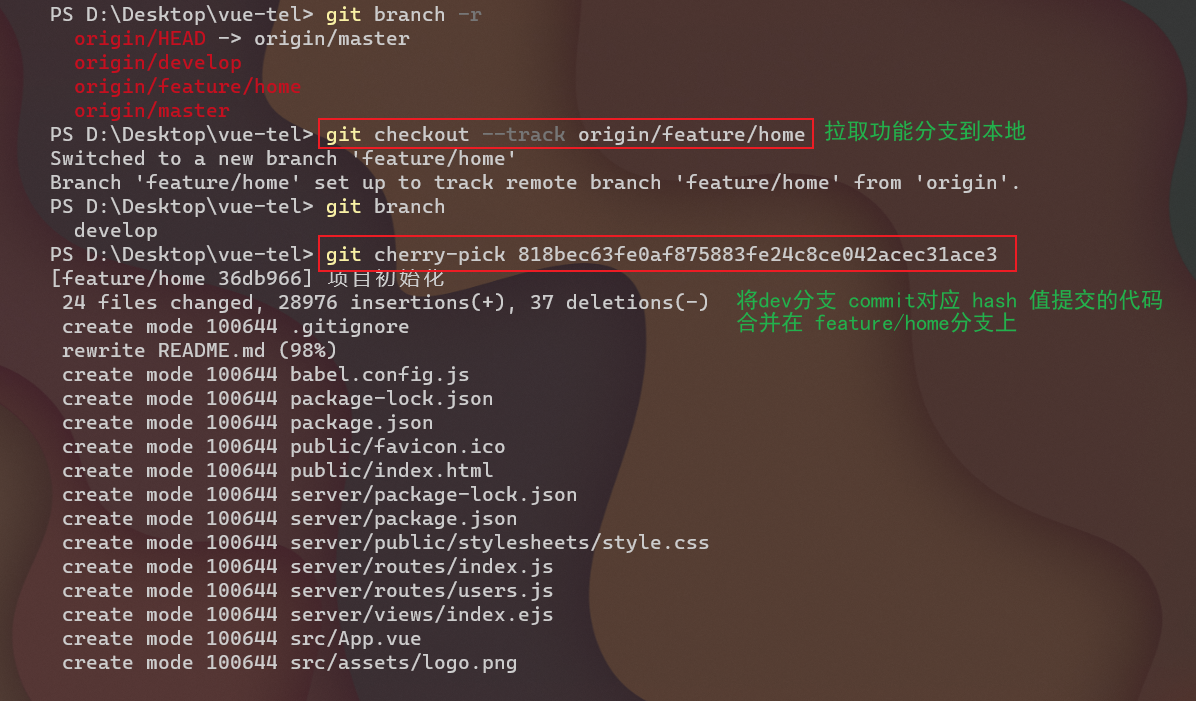 PS D:\Desktop\vue-tel> git branch -r
origin/HEAD -> origin/master
origin/develop
origin/feature/home
origin/master
PS D:\Desktop\vue-tel> git checkout --track origin/feature/home 拉取功能分支到本地
Switched to a new branch 'feature/home'
Branch 'feature/home' set up to track remote branch 'feature/home' from 'origin'.
PS D:\Desktop\vue-tel> git branch
develop
PS D:\Desktop\vue-tel> git cherry-pick 818bec63fe0af875883fe24c8ce042acec31ace3
[feature/home 36db966] 项目初始化
24 files changed, 28976 insertions(+), 37 deletions(-) 将dev分支 commit对应 hash 值提交的代码
合并在 feature/home分支上
create mode 100644 .gitignore
rewrite README.md (98%)
create mode 100644 babel.config.js
create mode 100644 package-lock.json
create mode 100644 package.json
create mode 100644 public/favicon.ico
create mode 100644 public/index.html
create mode 100644 server/package-lock.json
create mode 100644 server/package.json
create mode 100644 server/public/stylesheets/style.css
create mode 100644 server/routes/index.js
create mode 100644 server/routes/users.js
create mode 100644 server/views/index.ejs
create mode 100644 src/App.vue
create mode 100644 src/assets/logo.png